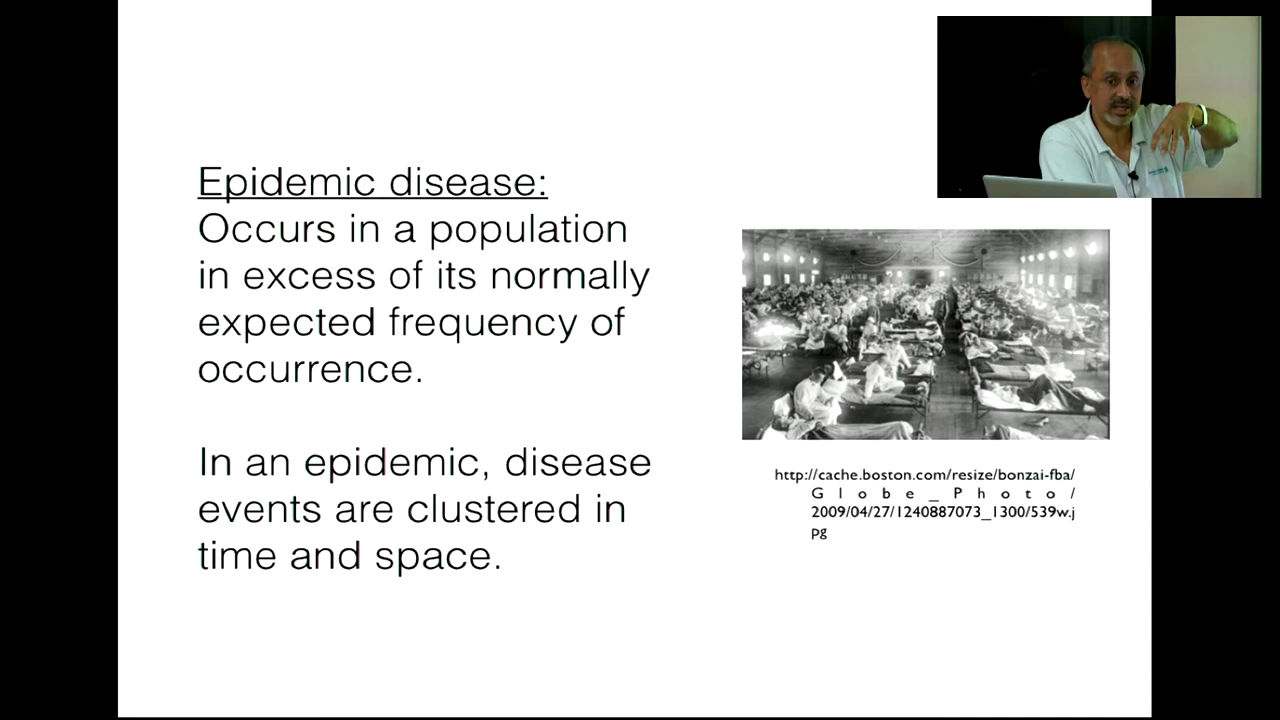 Epidemic disease:
Occurs in a population
in excess of its normally
expected frequency of
occurrence.
In an epidemic, disease
events are clustered in
time and space.
http://cache.boston.com/resize/bonzai-fba/
Globe_Photo/
2009/04/27/1240887073_1300/539w.j
pg